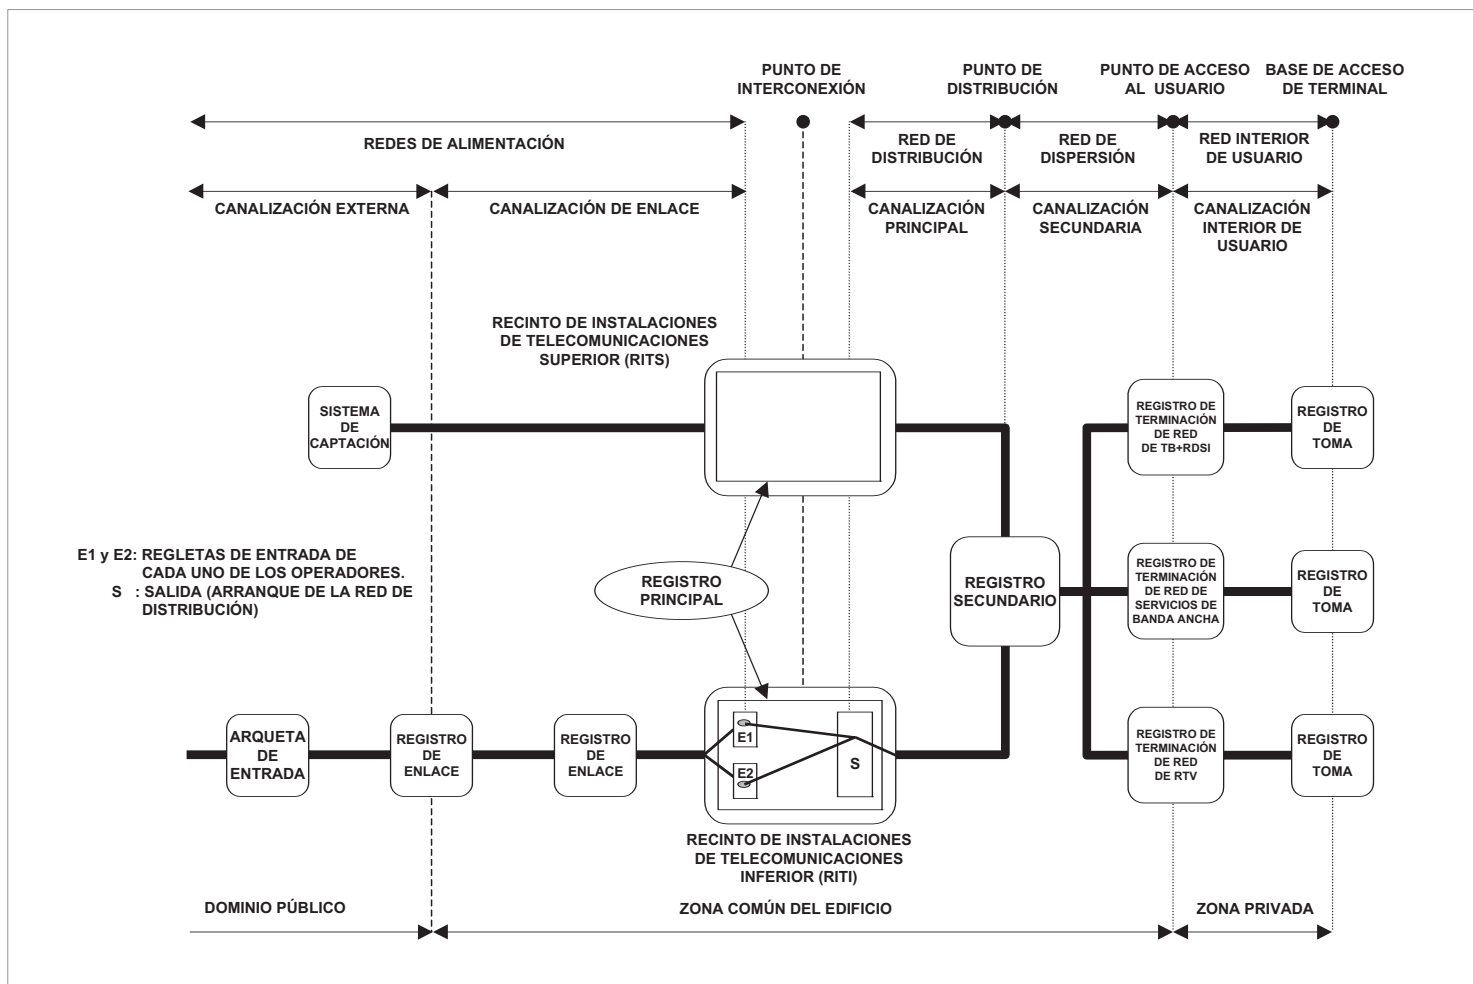 PUNTO DE
INTERCONEXIÓN
PUNTO DE
DISTRIBUCIÓN
PUNTO DE ACCESO
AL USUARIO
BASE DE ACCESO
DE TERMINAL
REDES DE ALIMENTACIÓN
RED DE
DISTRIBUCIÓN
RED DE
DISPERSIÓN
RED INTERIOR
DE USUARIO
CANALIZACIÓN EXTERNA
CANALIZACIÓN DE ENLACE
CANALIZACIÓN
PRINCIPAL
CANALIZACIÓN
SECUNDARIA
CANALIZACIÓN
INTERIOR DE
USUARIO
RECINTO DE INSTALACIONES
DE TELECOMUNICACIONES
SUPERIOR (RITS)
SISTEMA
DE
CAPTACIÓN
REGISTRO DE
TERMINACIÓN
DE RED
DE TB+RDSI
REGISTRO
DE
TOMA
E1 y E2: REGLETAS DE ENTRADA DE
CADA UNO DE LOS OPERADORES.
S : SALIDA (ARRANQUE DE LA RED DE
DISTRIBUCIÓN)
REGISTRO
PRINCIPAL
REGISTRO
SECUNDARIO
REGISTRO DE
TERMINACIÓN
DE RED DE
SERVICIOS DE
BANDA ANCHA
REGISTRO
DE
TOMA
ARQUETA
DE
ENTRADA
REGISTRO
DE
ENLACE
REGISTRO
DE
ENLACE
E1
E2
S
REGISTRO DE
TERMINACIÓN
DE RED
DE RTV
REGISTRO
DE
TOMA
RECINTO DE INSTALACIONES
DE TELECOMUNICACIONES
INFERIOR (RITI)
DOMINIO PÚBLICO
ZONA COMÚN DEL EDIFICIO
ZONA PRIVADA